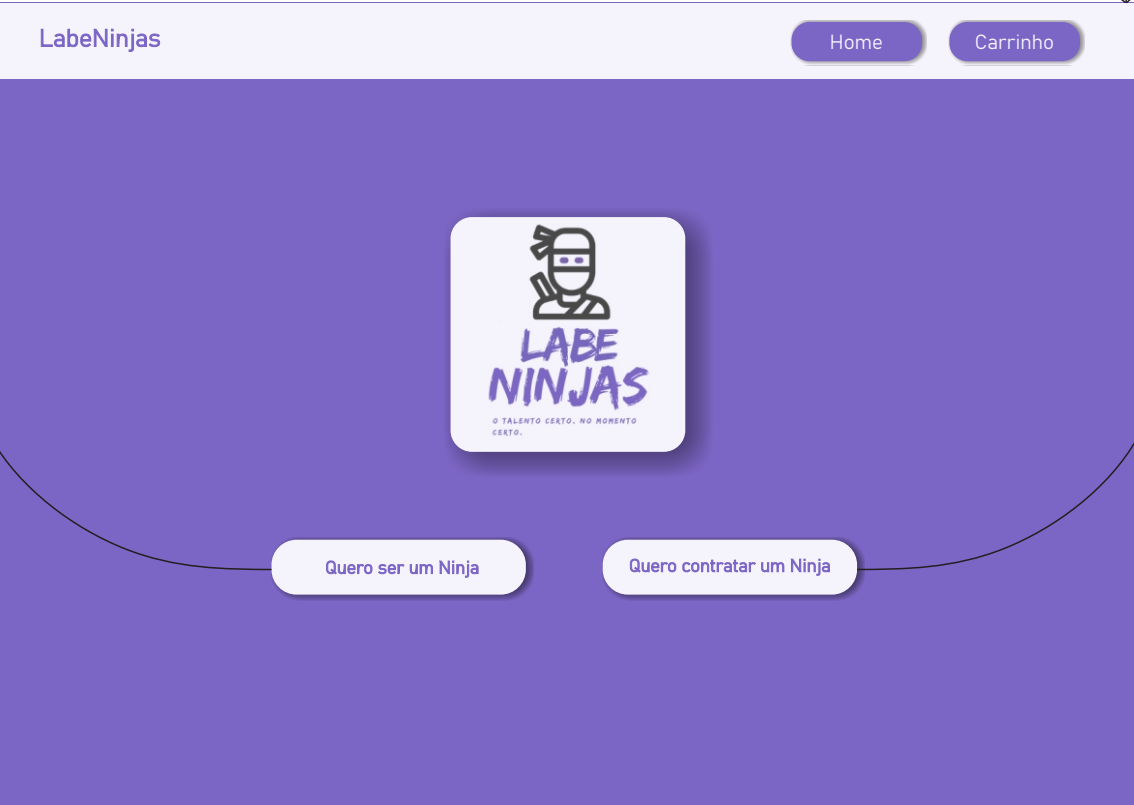 LabeNinjas
Home
Carrinho
LABE
NINJAS
O TALENTO CERTO. NO MOMENTO
CERTO.
Quero ser um Ninja
Quero contratar um Ninja